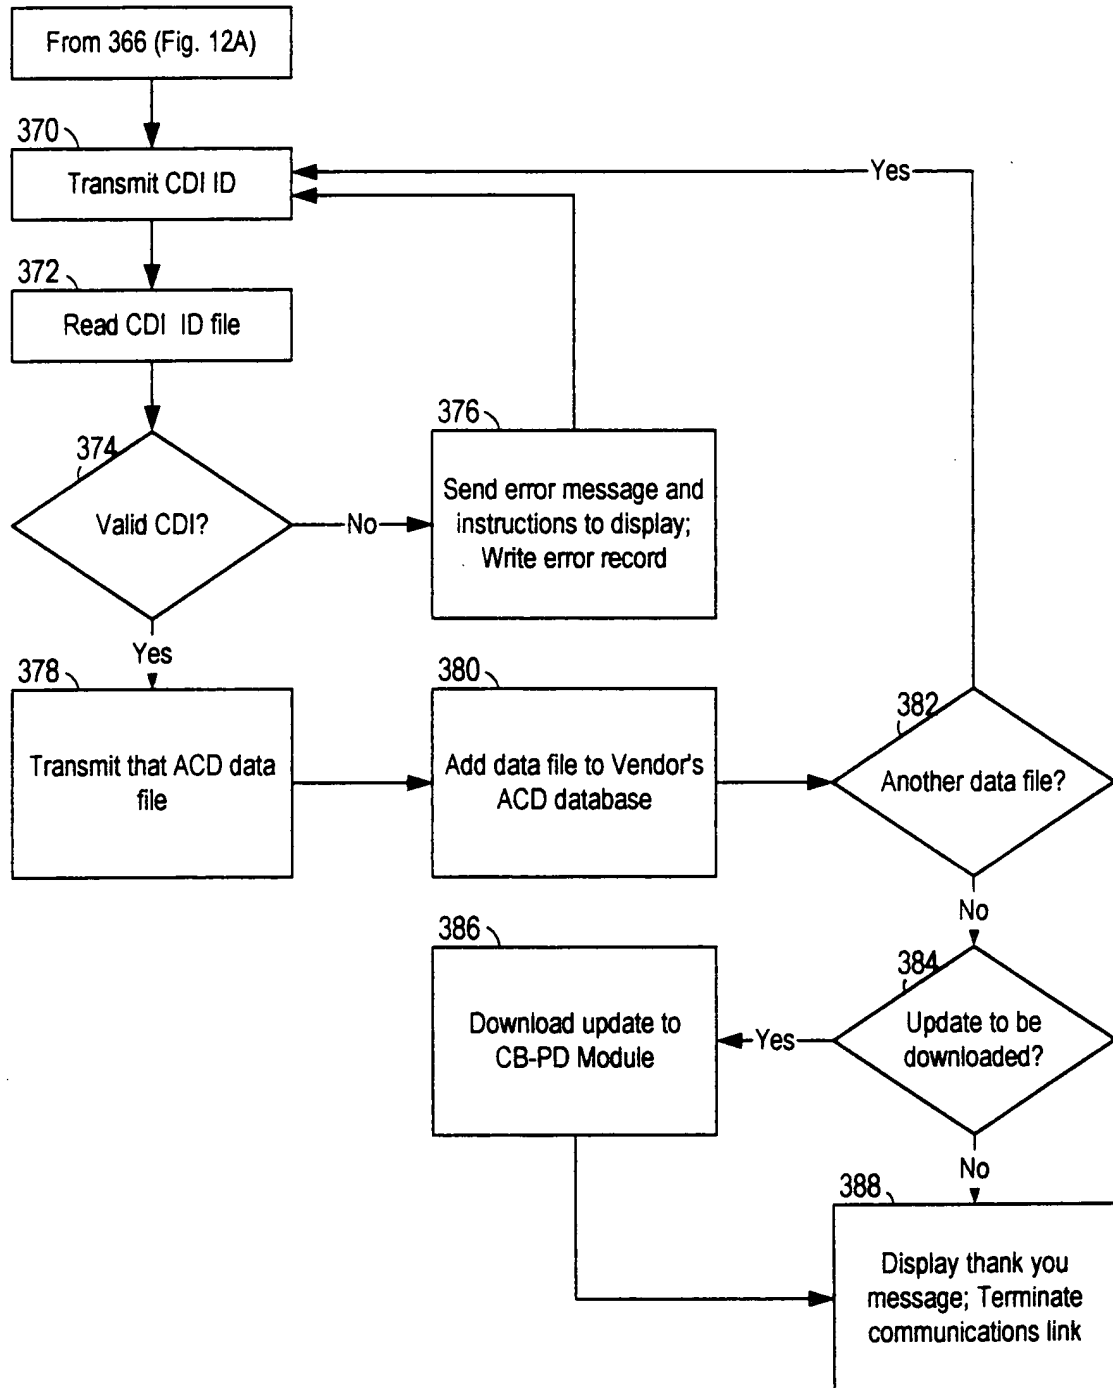 From 366 (Fig. 12A)
370
Transmit CDI ID
Yes
372
Read CDI ID file
374
Valid CDI?
No
376
Send error message and
instructions to display;
Write error record
Yes
378
Transmit that ACD data
file
380
Add data file to Vendor's
ACD database
382
Another data file?
No
384
Update to be
downloaded?
Yes
386
Download update to
CB-PD Module
No
388
Display thank you
message; Terminate
communications link